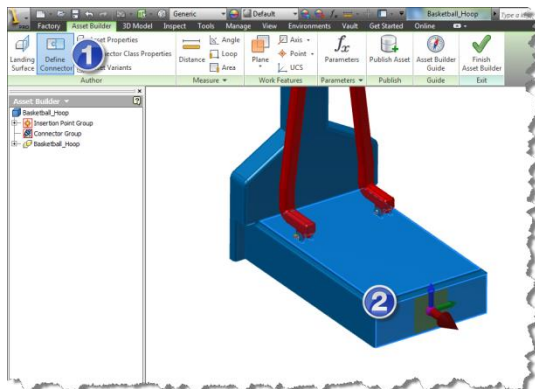 Generic Default Basketball_Hoop Type a
PRO Factory Asset Builder 3D Model Inspect Tools Manage View Environments Vault Get Started Online
Landing Surface
Define Connector
1
Asset Properties
Connector Class Properties
Asset Variants
Distance
Angle
Loop
Area
Plane
Axis
Point
UCS
fx
Parameters
Publish Asset
Asset Builder Guide
Finish Asset Builder
Author Measure Work Features Parameters Publish Guide Exit
Asset Builder
Basketball_Hoop
Insertion Point Group
Connector Group
Basketball_Hoop
2